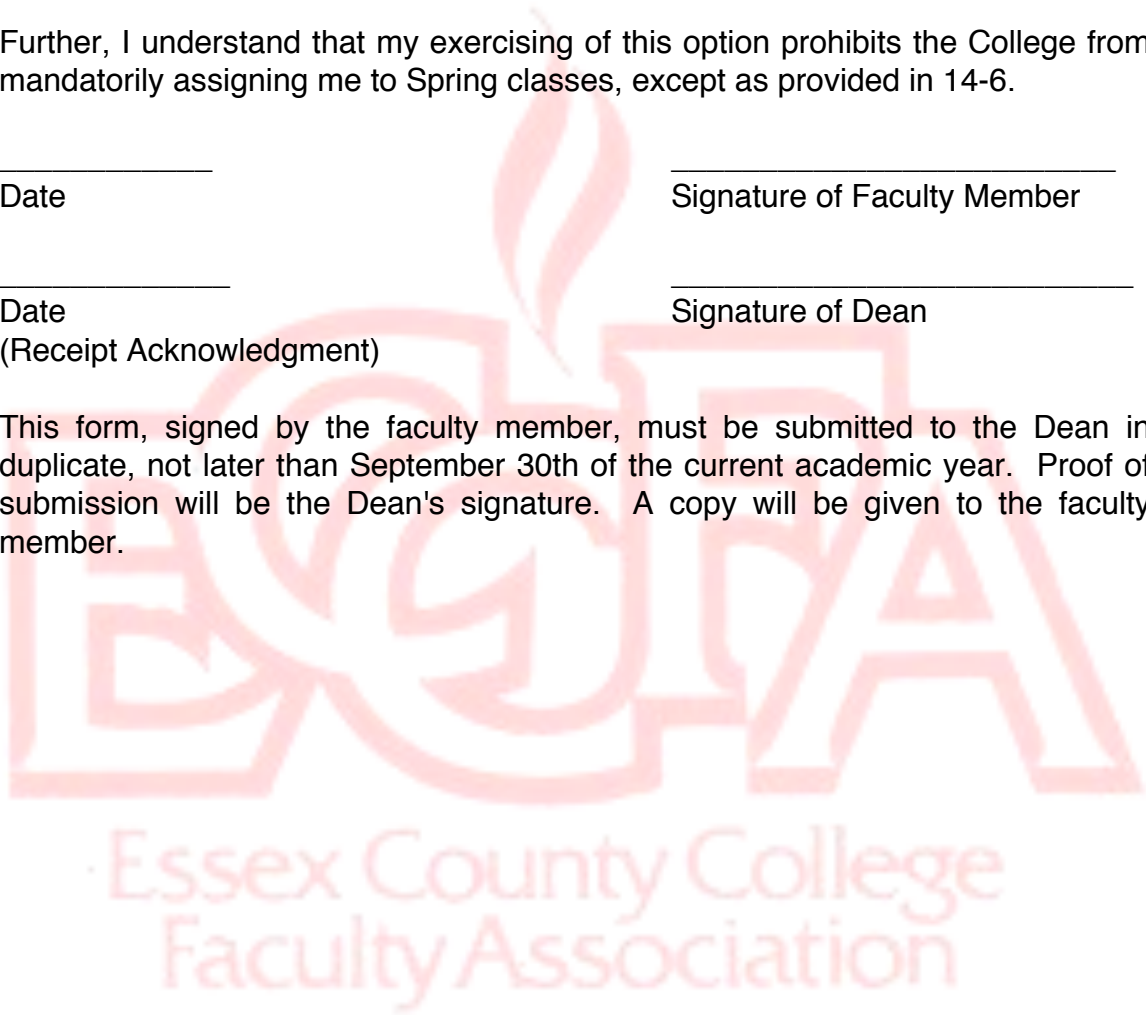 Further, I understand that my exercising of this option prohibits the College from
mandatorily assigning me to Spring classes, except as provided in 14-6.
____________ _________________________
Date Signature of Faculty Member
_____________ __________________________
Date Signature of Dean
(Receipt Acknowledgment)
This form, signed by the faculty member, must be submitted to the Dean in
duplicate, not later than September 30th of the current academic year. Proof of
submission will be the Dean's signature. A copy will be given to the faculty
member.
ECCFA
Essex County College
Faculty Association